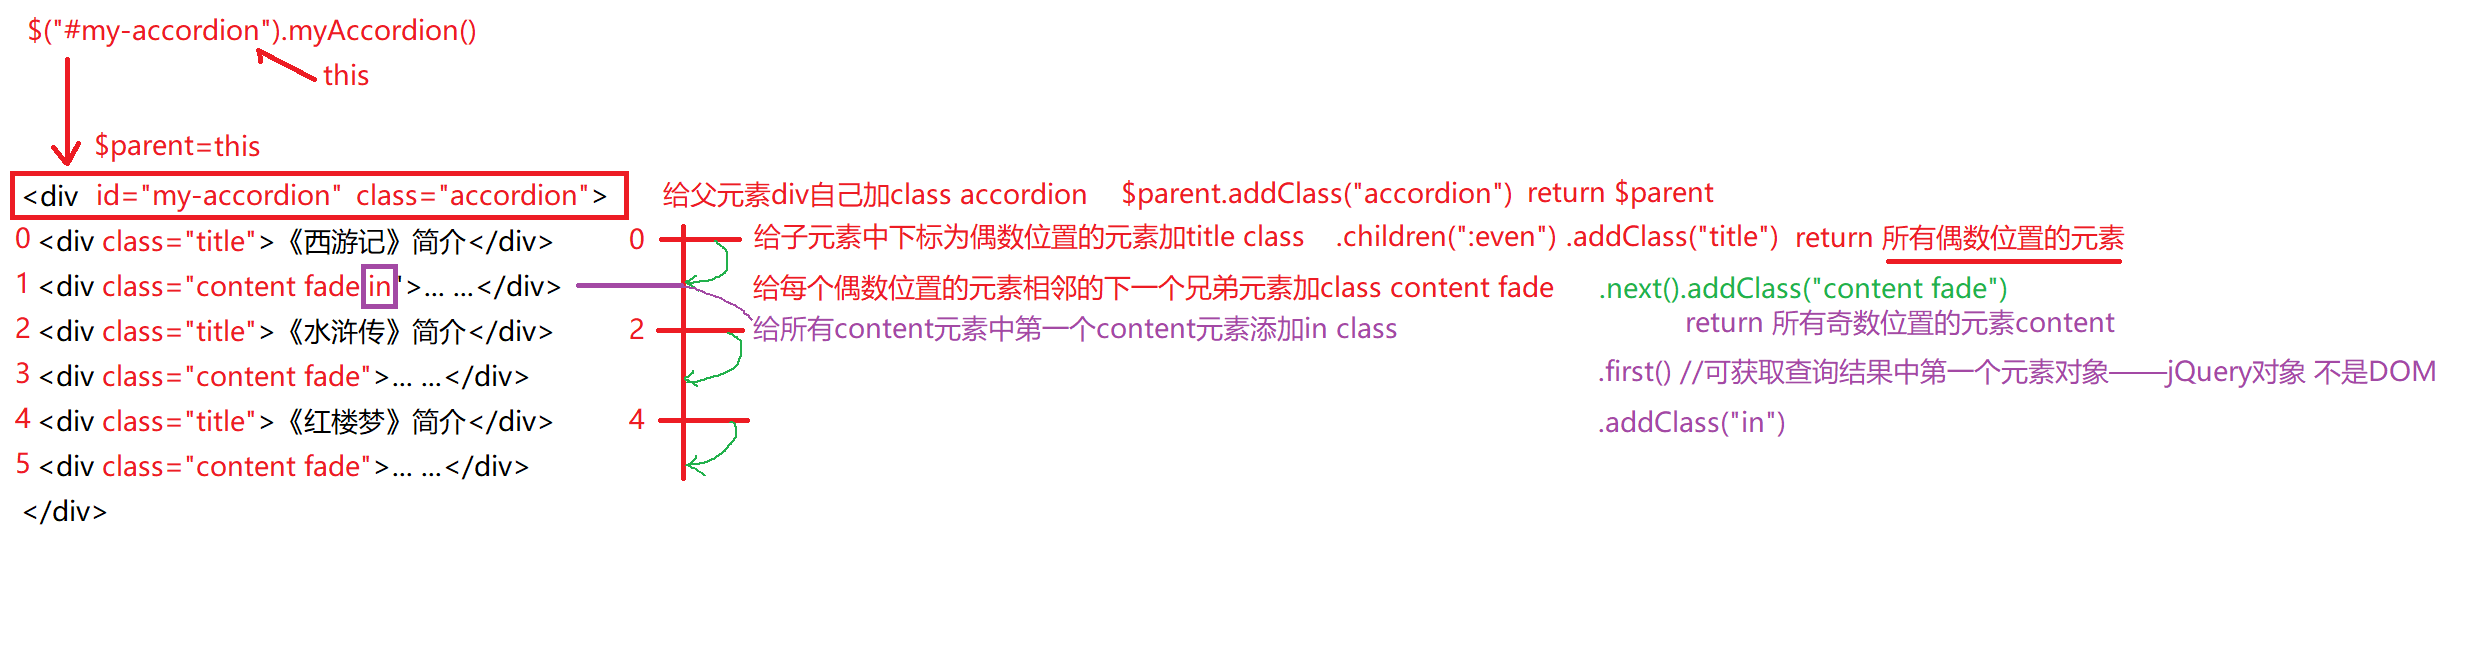 $("#my-accordion").myAccordion()
this
$parent=this
<div id="my-accordion" class="accordion"> 给父元素div自己加class accordion $parent.addClass("accordion") return $parent
0 <div class="title">《西游记》简介</div> 0 给子元素中下标为偶数位置的元素加title class .children(":even") .addClass("title") return 所有偶数位置的元素
1 <div class="content fade in">... ...</div> 给每个偶数位置的元素相邻的下一个兄弟元素加class content fade .next().addClass("content fade")
2 <div class="title">《水浒传》简介</div> 2 给所有content元素中第一个content元素添加in class return 所有奇数位置的元素content
3 <div class="content fade">... ...</div> .first() //可获取查询结果中第一个元素对象——jQuery对象 不是DOM
4 <div class="title">《红楼梦》简介</div> 4 .addClass("in")
5 <div class="content fade">... ...</div>
</div>